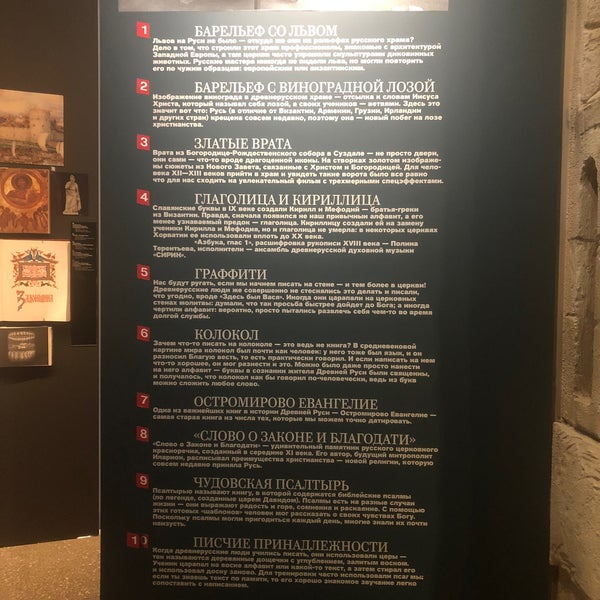 1 БАРЕЛЬЕФ СО ЛЬВОМ
Львов на Руси не было — откуда же они на рельефах русского храма?
Дело в том, что строили этот храм профессионалы, знакомые с архитектурой
Западной Европы, а там церкви часто украшали скульптурами диковинных
животных. Русские мастера никогда не видели льва, но могли повторить
его по чужим образцам: европейским или византийским.
2 БАРЕЛЬЕФ С ВИНОГРАДНОЙ ЛОЗОЙ
Изображение винограда в древнерусском храме — отсылка к словам Иисуса
Христа, который называл себя лозой, а своих учеников — ветвями. Здесь это
значит вот что: Русь (в отличие от Византии, Армении, Грузии, Ирландии
и других стран) крещена совсем недавно, поэтому она — новый побег на лозе
христианства.
3 ЗЛАТЫЕ ВРАТА
Врата из Богородице-Рождественского собора в Суздале — не просто двери,
они сами — что-то вроде драгоценной иконы. На створках золотом изображе-
ны сюжеты из Нового Завета, связанные с Христом и Богородицей. Для чело-
века XII—XIII веков прийти в храм и увидеть такие ворота было все равно
что для нас сходить на увлекательный фильм с трехмерными спецэффектами.
4 ГЛАГОЛИЦА И КИРИЛЛИЦА
Славянские буквы в IX веке создали Кирилл и Мефодий — братья-греки
из Византии. Правда, сначала появился не наш привычный алфавит, а его
менее узнаваемый предок — глаголица. Кириллицу создали ей на замену
ученики Кирилла и Мефодия, но и глаголица не умерла: в некоторых церквях
Хорватии ее использовали вплоть до XX века.
«Азбука, глас 1», расшифровка рукописи XVIII века — Полина
Терентьева, исполнители — ансамбль древнерусской духовной музыки
«СИРИН».
5 ГРАФФИТИ
Нас будут ругать, если мы начнем писать на стене — и тем более в церкви!
Древнерусские люди же совершенно не стеснялись это делать и писали,
что угодно, вроде «Здесь был Вася». Иногда они царапали на церковных
стенах молитвы: думали, что так просьба быстрее дойдет до Бога; а иногда
чертили алфавит: вероятно, просто пытались развлечь себя чем-то во время
долгой службы.
6 КОЛОКОЛ
Зачем что-то писать на колоколе — это ведь не книга? В средневековой
картине мира колокол был почти как человек: у него тоже был язык, и он
разносил Благую весть, то есть практически говорил. И если написать на нем
что-то хорошее, он мог разнести и это. Можно было даже просто нанести
на него алфавит — буквы в сознании жителя Древней Руси были священны,
и получалось, что колокол как бы говорил по-человечески, ведь из букв
можно сложить любое слово.
7 ОСТРОМИРОВО ЕВАНГЕЛИЕ
Одна из важнейших книг в истории Древней Руси — Остромирово Евангелие —
самая старая книга из числа тех, которые мы можем точно датировать.
8 «СЛОВО О ЗАКОНЕ И БЛАГОДАТИ»
«Слово о Законе и Благодати» — удивительный памятник русского церковного
красноречия, созданный в середине XI века. Его автор, будущий митрополит
Иларион, расписывал преимущества христианства — новой религии, которую
совсем недавно приняла Русь.
9 ЧУДОВСКАЯ ПСАЛТЫРЬ
Псалтырью называют книгу, в которой содержатся библейские псалмы
(по легенде, созданные царем Давидом). Псалмы есть на разные случаи
жизни — они выражают радость и горе, сомнения и раскаяние. С помощью
этих готовых «шаблонов» человек мог рассказать о своих чувствах Богу.
Поскольку псалмы могли пригодиться каждый день, многие знали их почти
наизусть.
10 ПИСЧИЕ ПРИНАДЛЕЖНОСТИ
Когда древнерусские люди учились писать, они использовали церы —
так назывались деревянные дощечки с углублением, залитым воском.
Ученик царапал на воске алфавит или какой-то текст, а затем стирал его
и использовал доску заново. Для тренировки часто использовали псалмы:
если ты знаешь текст по памяти, то его хорошо знакомое звучание легко
сопоставить с написанием.